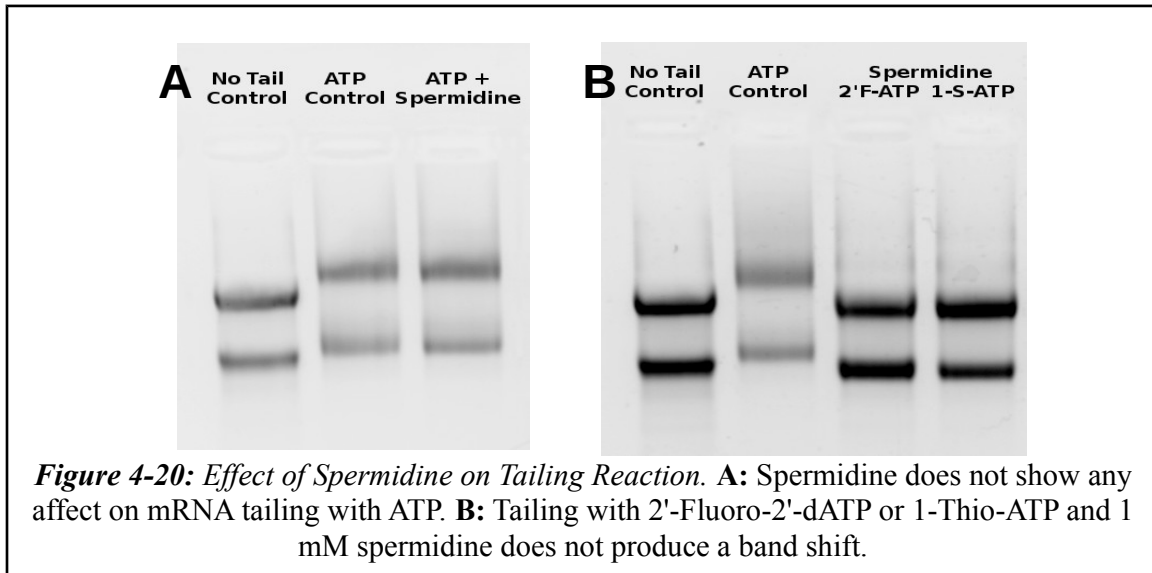 A
No Tail Control
ATP Control
ATP + Spermidine
B
No Tail Control
ATP Control
Spermidine
2'F-ATP 1-S-ATP
Figure 4-20: Effect of Spermidine on Tailing Reaction. A: Spermidine does not show any
affect on mRNA tailing with ATP. B: Tailing with 2'-Fluoro-2'-dATP or 1-Thio-ATP and 1
mM spermidine does not produce a band shift.